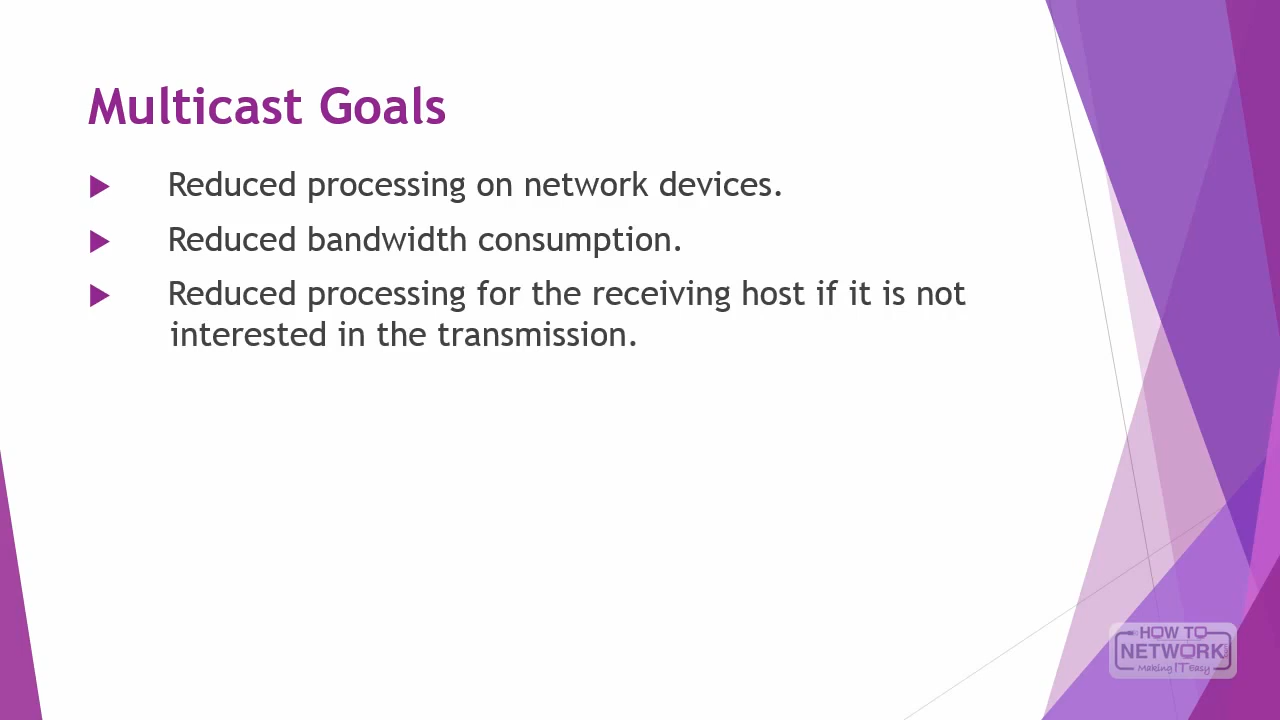 Multicast Goals
Reduced processing on network devices.
Reduced bandwidth consumption.
Reduced processing for the receiving host if it is not
interested in the transmission.
HOW TO
NETWORK
Making IT Easy